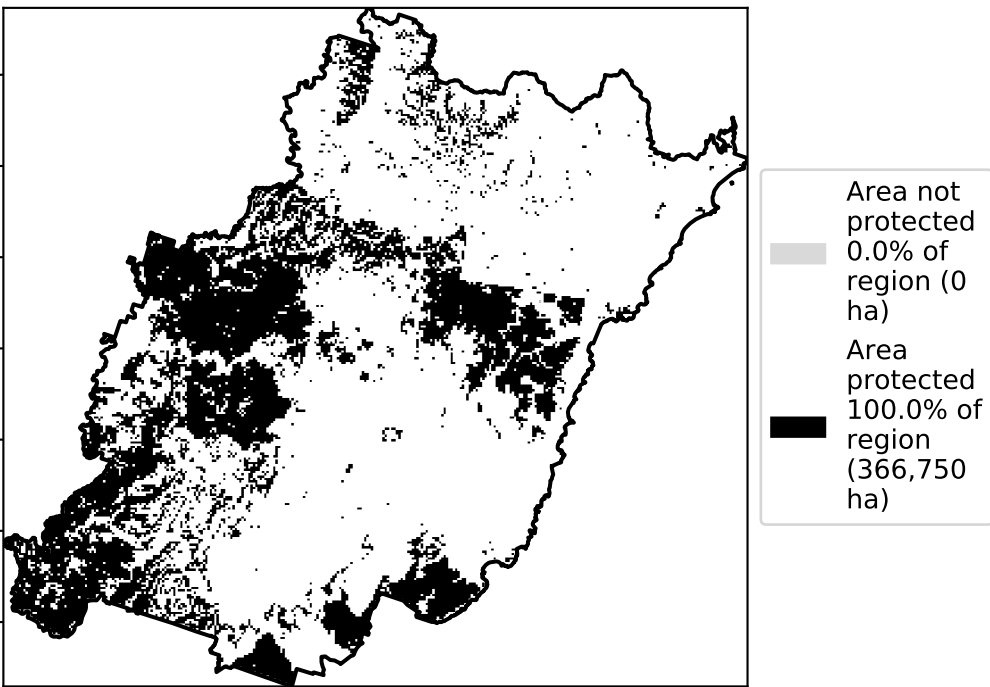 Area not
protected
0.0% of
region (0
ha)
Area
protected
100.0% of
region
(366,750
ha)